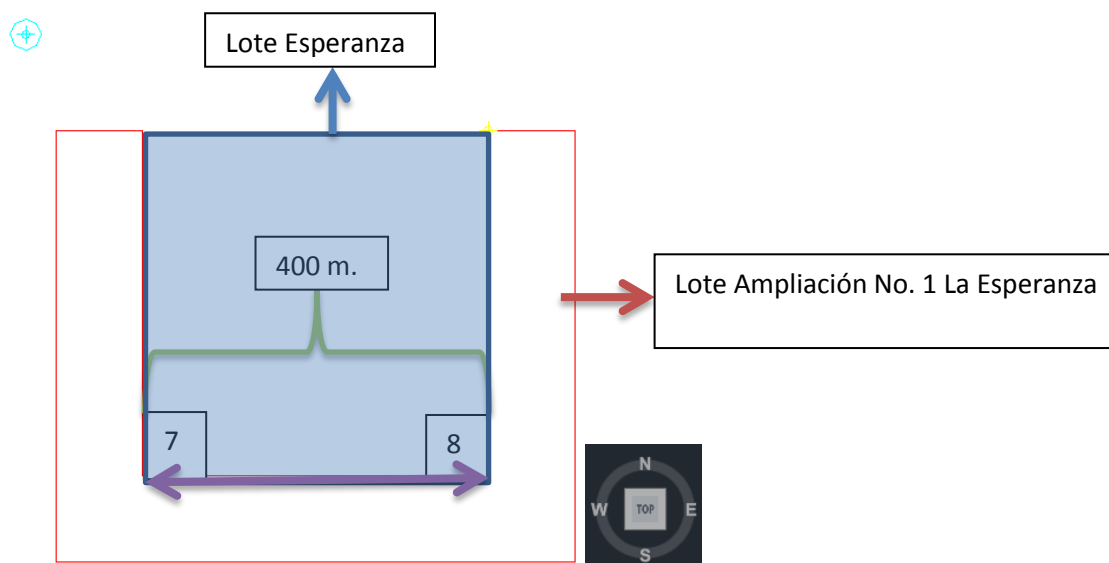 Lote Esperanza
400 m.
Lote Ampliación No. 1 La Esperanza
7
8
N
W
TOP
E
S